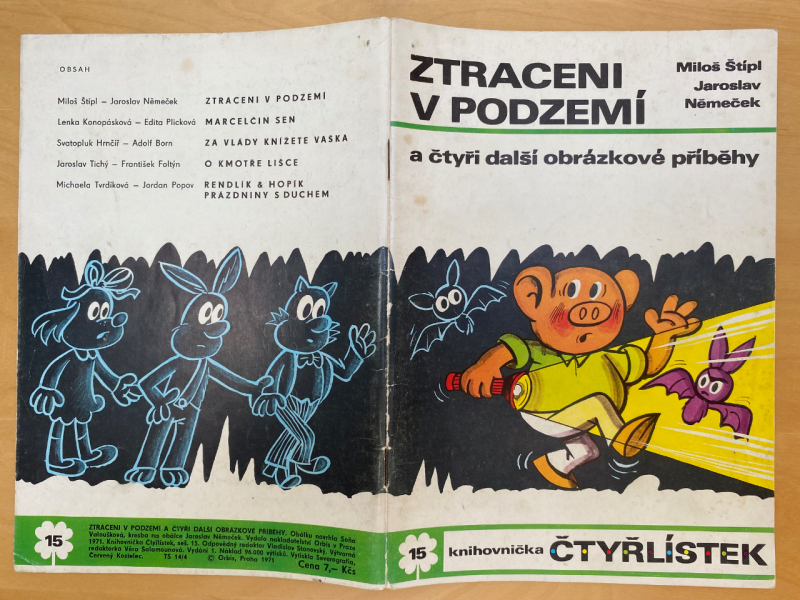 OBSAH
Miloš Štípl – Jaroslav Němeček ZTRACENI V PODZEMÍ
Lenka Konopásková – Edita Plicková MARCELČIN SEN
Svatopluk Hrnčíř – Adolf Born ZA VLÁDY KNÍŽETE VAŠKA
Jaroslav Tichý – František Foltýn O KMOTŘE LIŠCE
Michaela Tvrdíková – Jordan Popov RENDLÍK & HOPÍK
PRÁZDNINY S DUCHEM
15
ZTRACENI V PODZEMÍ A ČTYŘI DALŠÍ OBRÁZKOVÉ PŘÍBĚHY. Obálku navrhla Soňa
Valoušková, kresba na obálce Jaroslav Němeček. Vydalo nakladatelství Orbis v Praze
1971. Knihovnička Čtyřlístek, seš. 15. Odpovědný redaktor Vladislav Stanovský. Výtvarná
redaktorka Věra Šalamounová. Vydání 1. Náklad 96.000 výtisků. Vytiskla Severografia,
Červený Kostelec. TS 14/4 © Orbis, Praha 1971
Cena 7,– Kčs
ZTRACENI
V PODZEMÍ
Miloš Štípl
Jaroslav
Němeček
a čtyři další obrázkové příběhy
15 knihovnička ČTYŘLÍSTEK